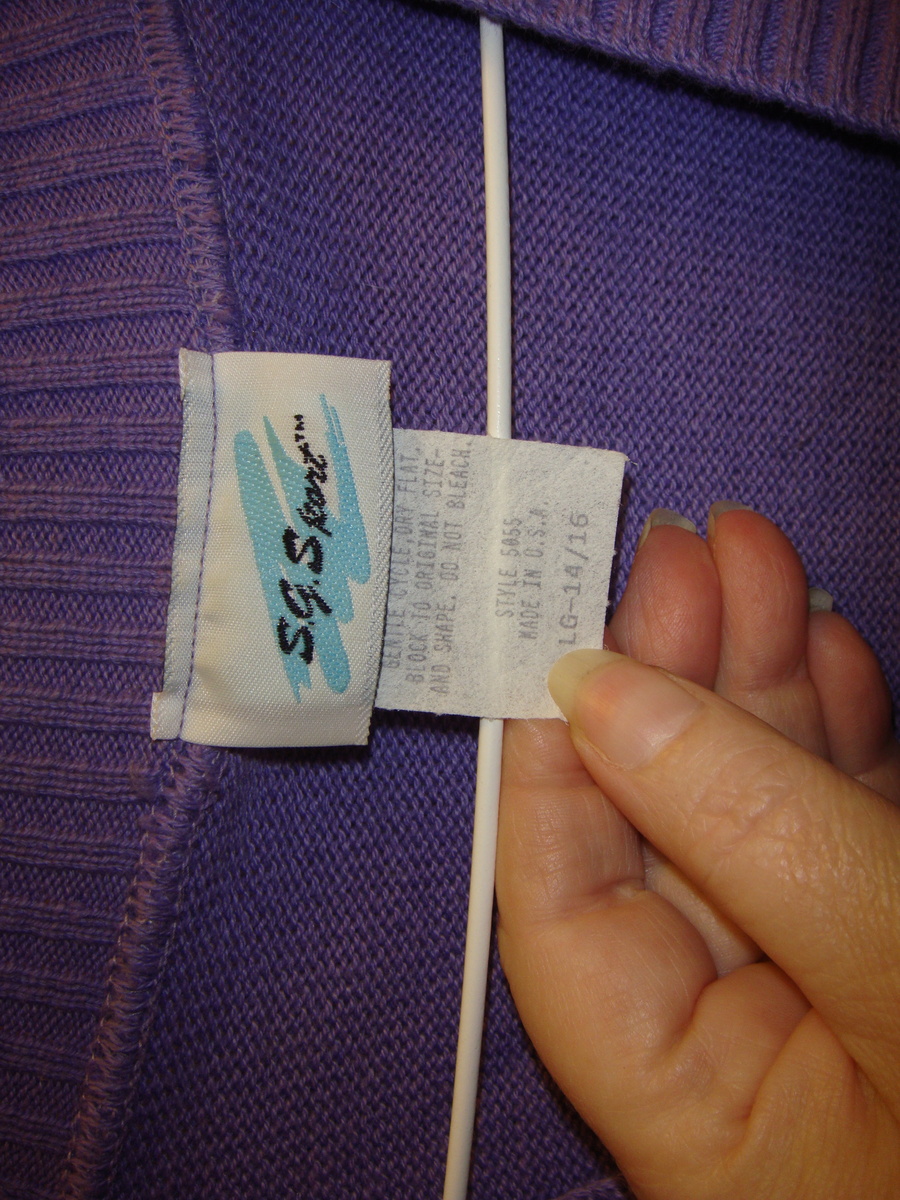 S.G.Sport™
GENTLE CYCLE,DRY FLAT,
BLOCK TO ORIGINAL SIZE-
AND SHAPE. DO NOT BLEACH.
STYLE 5055
MADE IN U.S.A.
LG-14/16